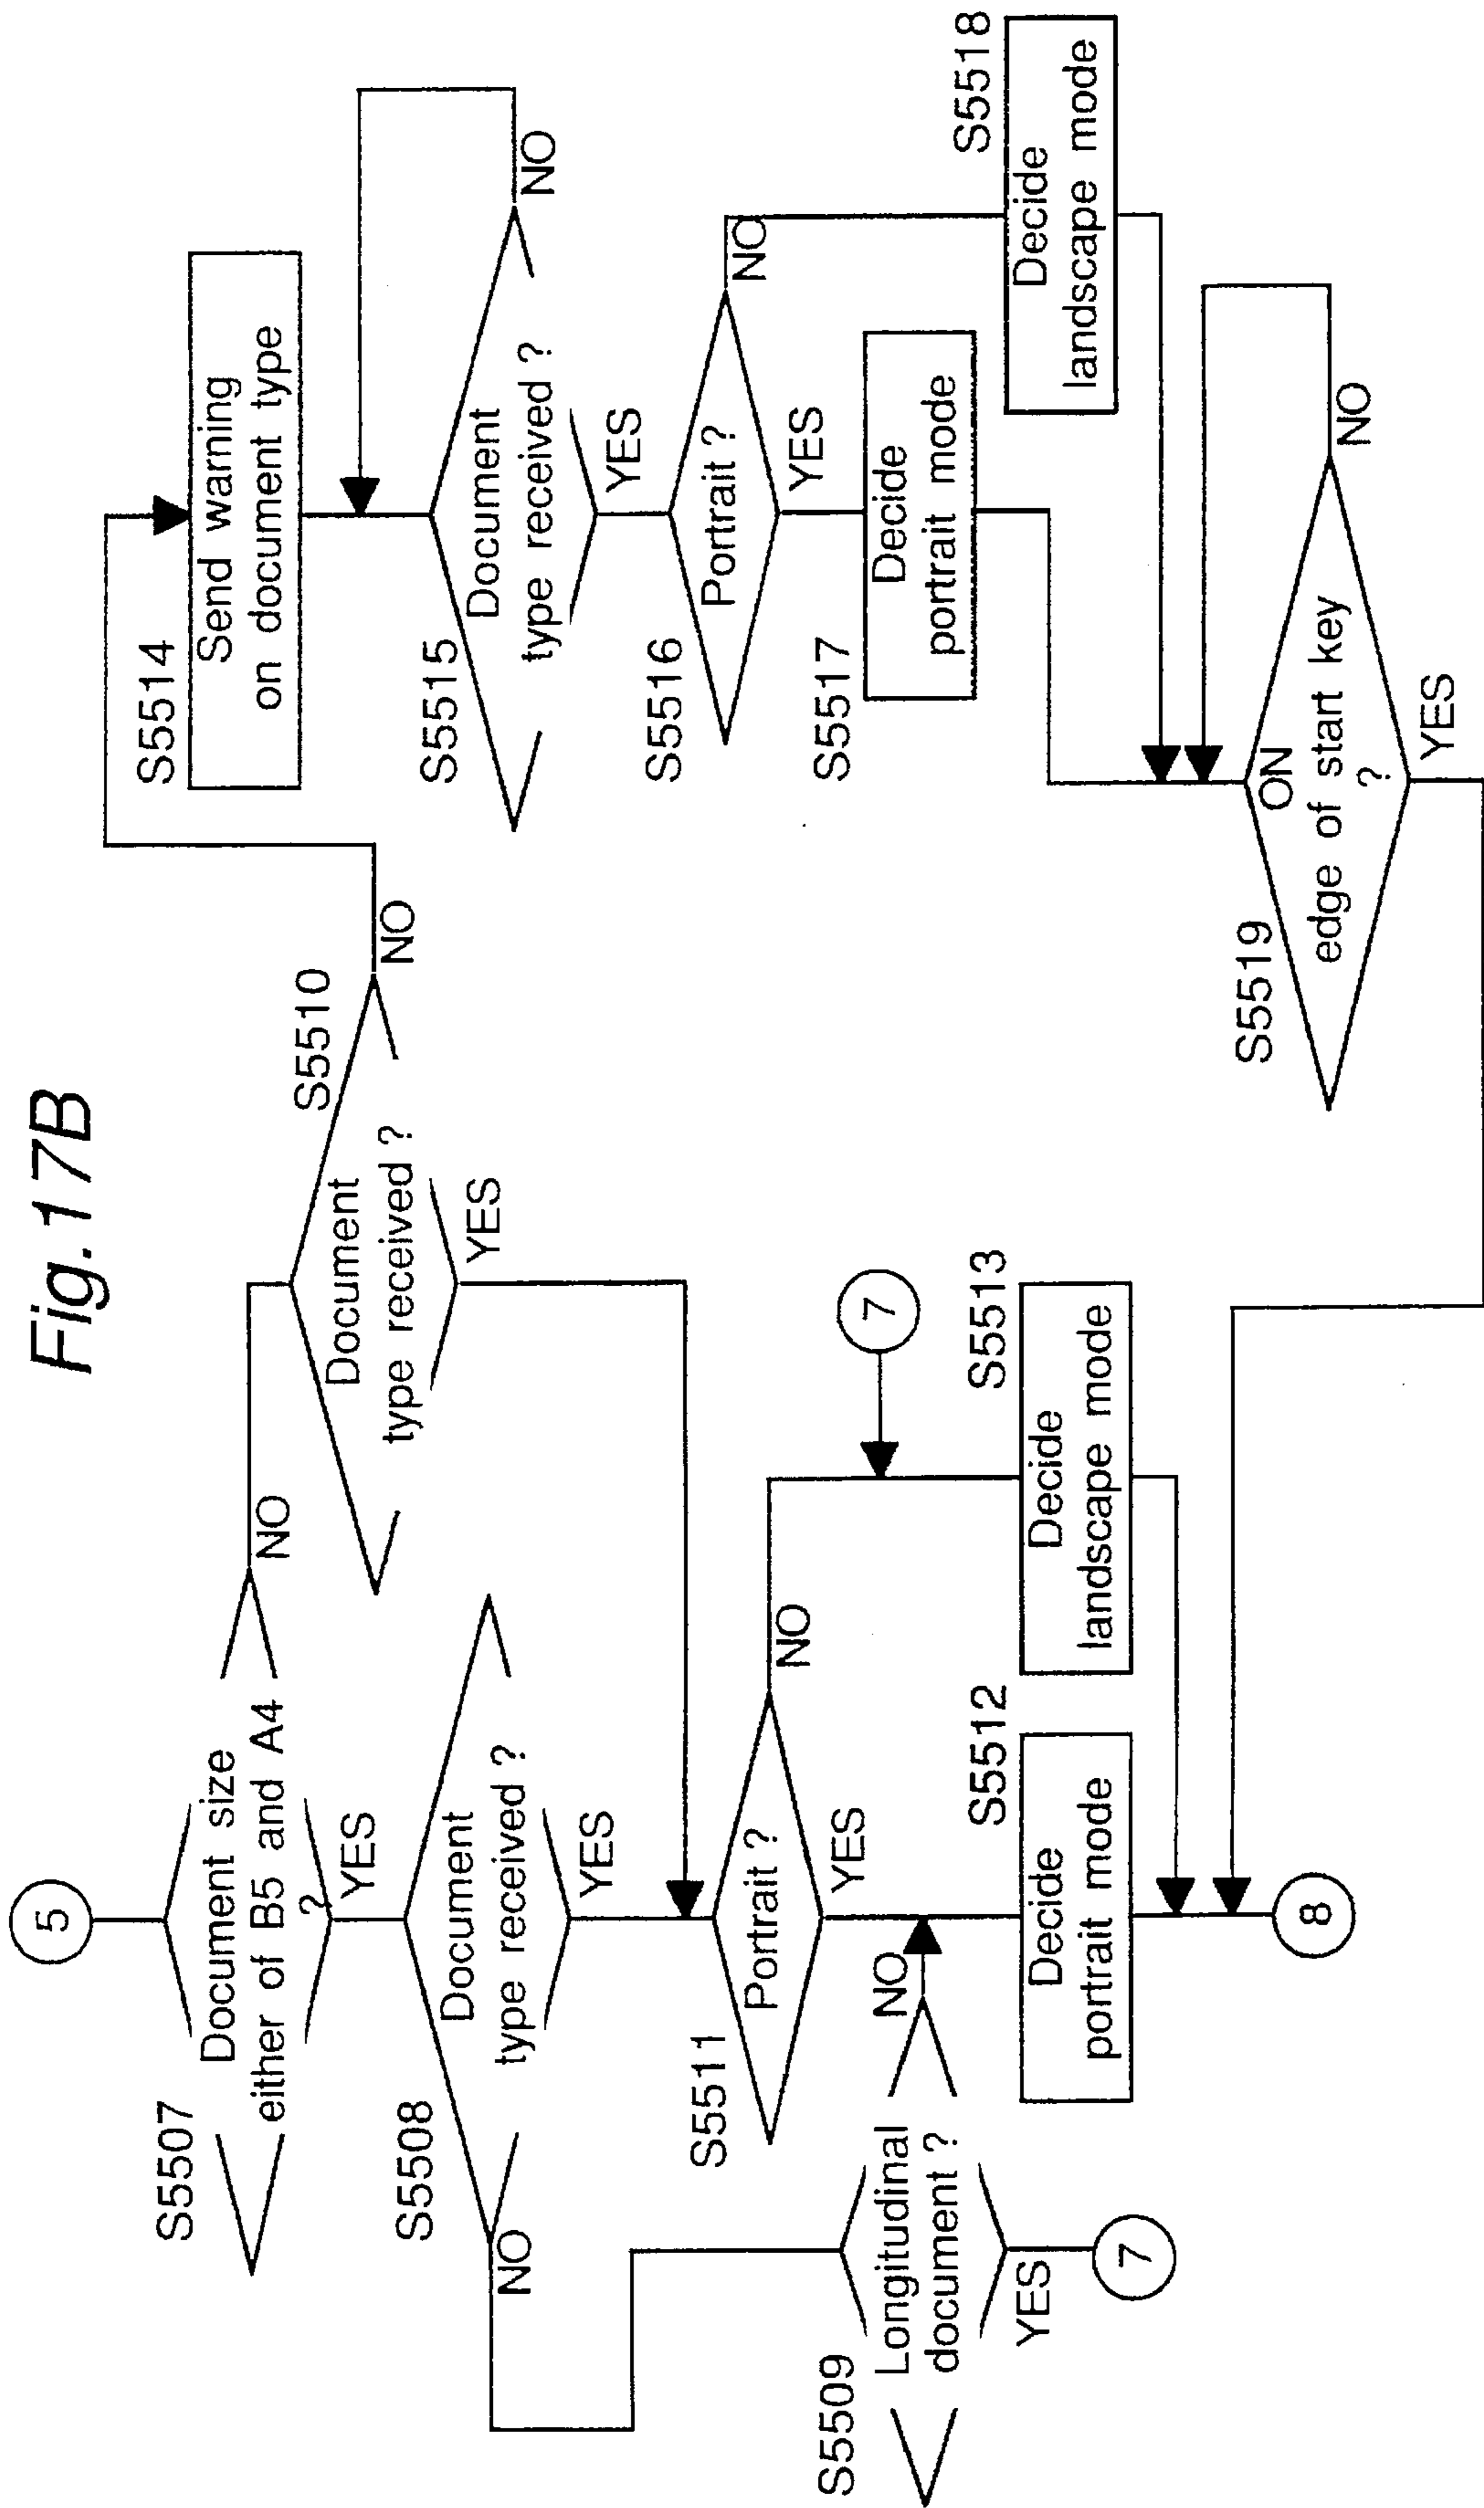 Fig. 17B
5
S5507
Document size
either of B5 and A4
?
NO
YES
S5508
Document
type received ?
NO
YES
S5509
Longitudinal
document ?
NO
YES
7
S5510
Document
type received ?
NO
YES
S5511
Portrait ?
NO
YES
7
S5512
Decide
portrait mode
S5513
Decide
landscape mode
8
S5514
Send warning
on document type
S5515
Document
type received ?
NO
YES
S5516
Portrait ?
NO
YES
S5517
Decide
portrait mode
S5518
Decide
landscape mode
S5519
ON
edge of start key
?
NO
YES